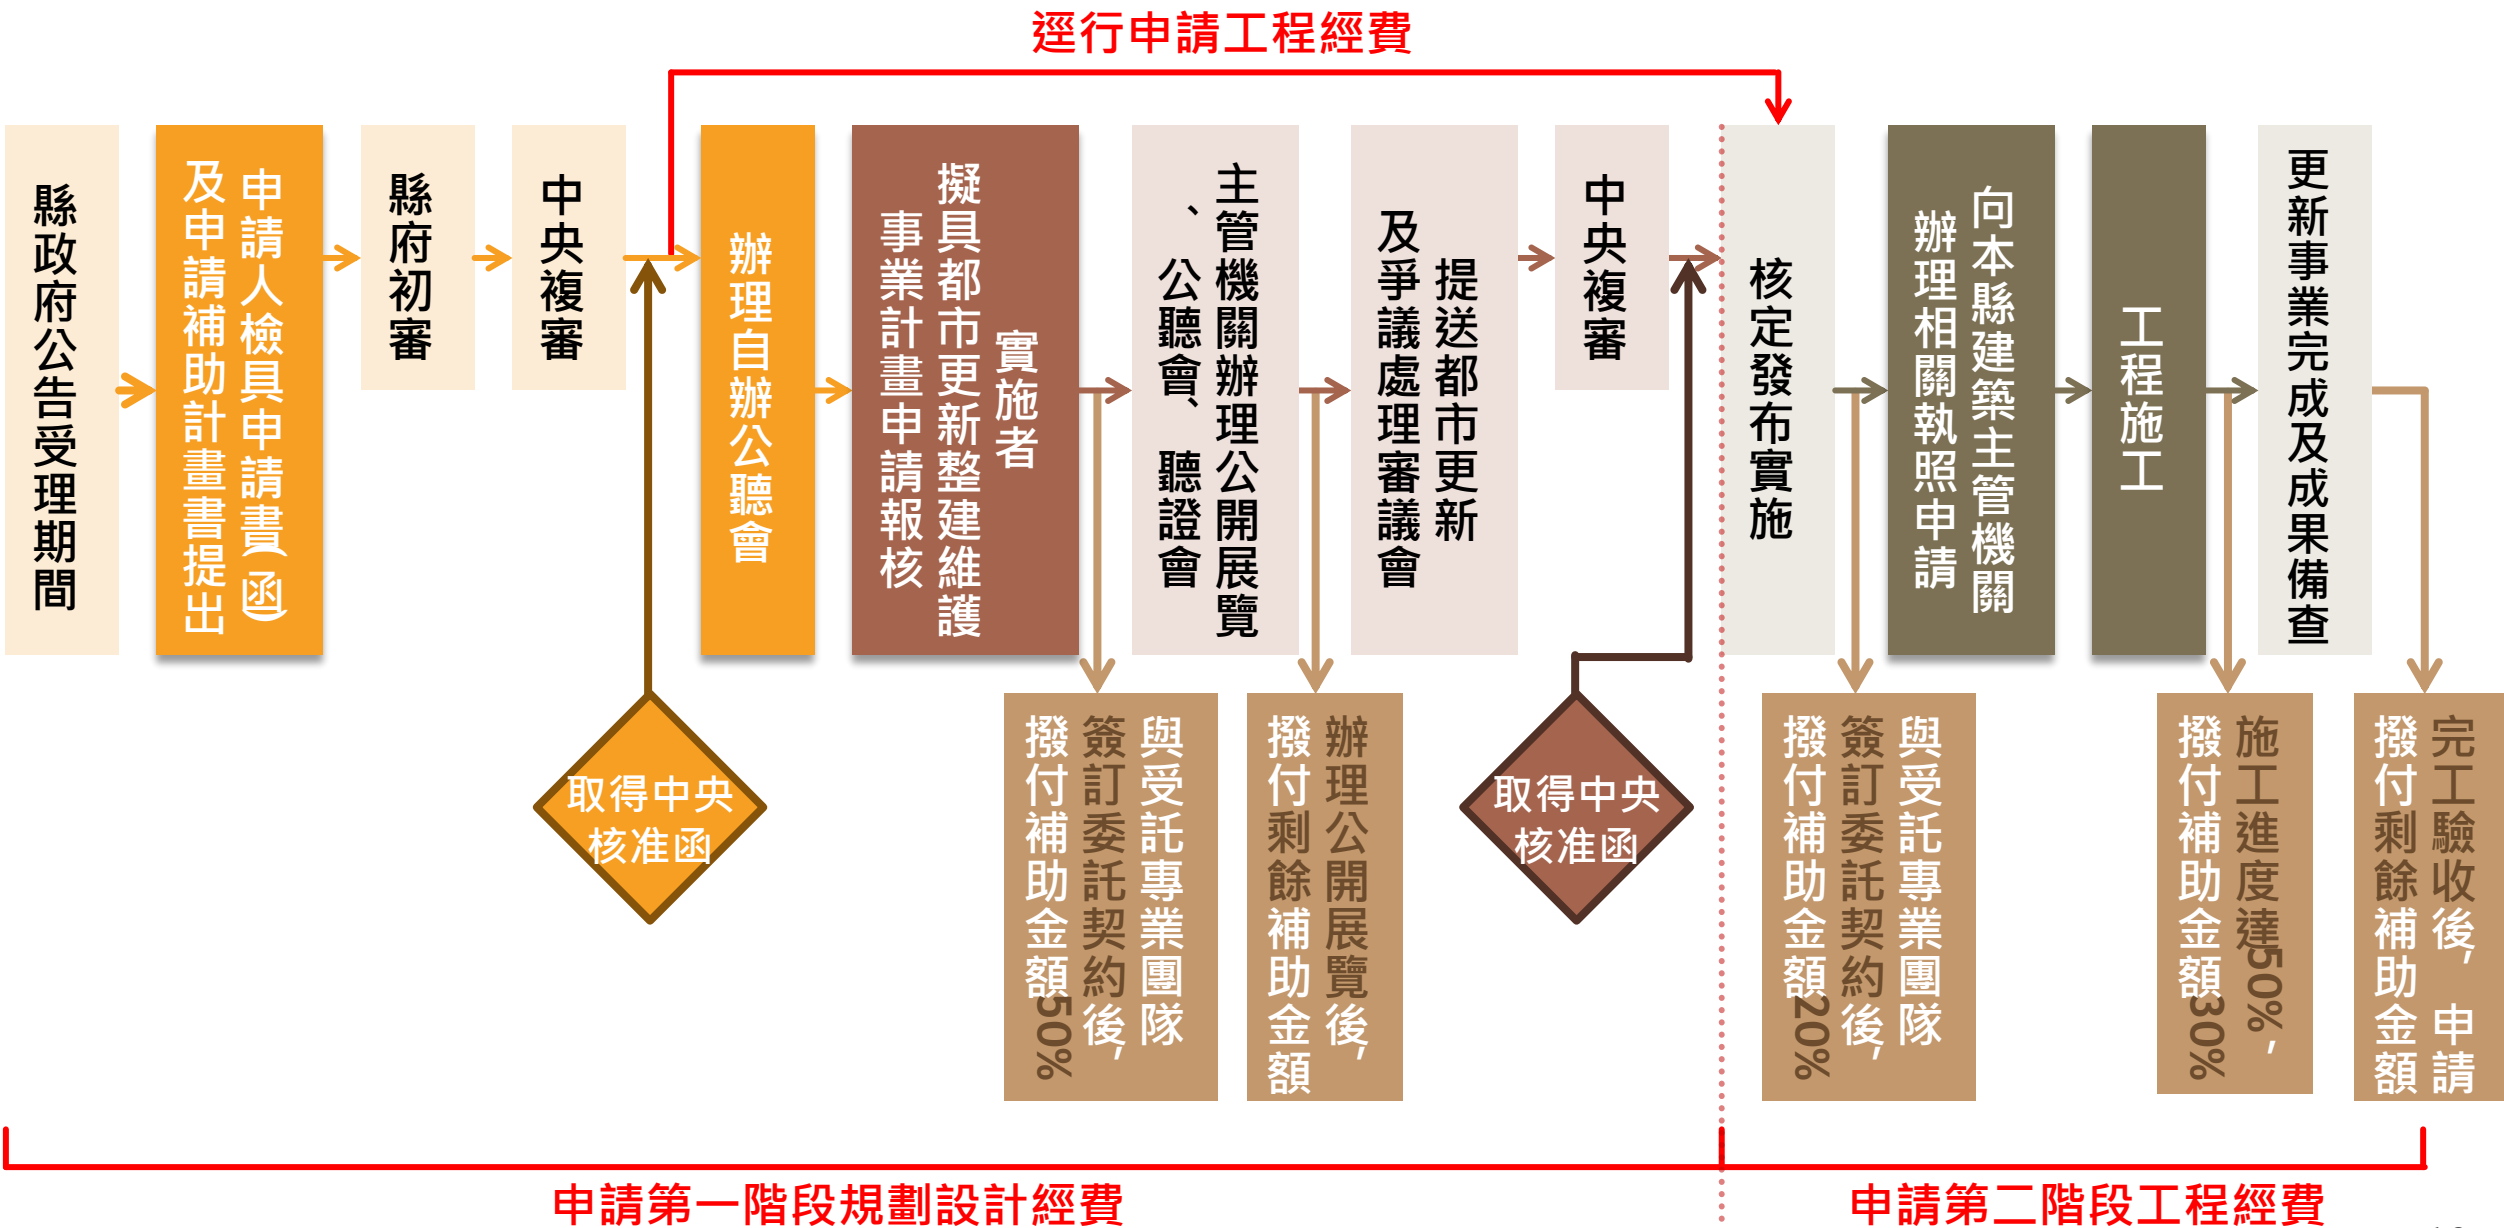 逕行申請工程經費
縣政府公告受理期間
申請人檢具申請書(函)
及申請補助計畫書提出
縣府初審
中央複審
辦理自辦公聽會
實施者
擬具都市更新整建維護
事業計畫申請報核
主管機關辦理公開展覽
、公聽會、聽證會
提送都市更新
及爭議處理審議會
中央複審
核定發布實施
向本縣建築主管機關
辦理相關執照申請
工程施工
更新事業完成及成果備查
取得中央
核准函
與受託專業團隊
簽訂委託契約後,
撥付補助金額50%
辦理公開展覽後,
撥付剩餘補助金額
取得中央
核准函
與受託專業團隊
簽訂委託契約後,
撥付補助金額20%
施工進度達50%,
撥付補助金額30%
完工驗收後,申請
撥付剩餘補助金額
申請第一階段規劃設計經費
申請第二階段工程經費